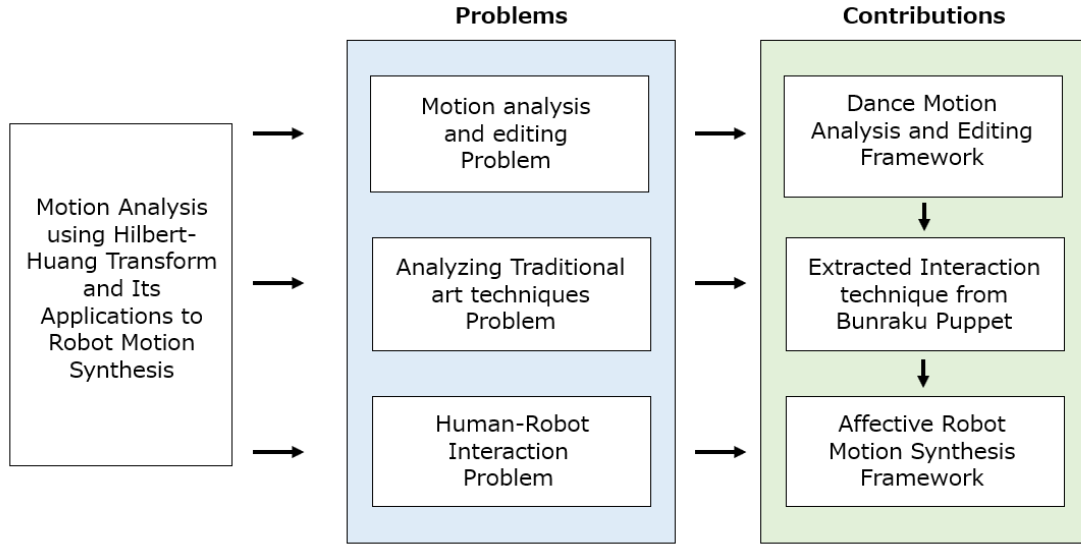 Problems
Contributions
Motion Analysis
using Hilbert-
Huang Transform
and Its
Applications to
Robot Motion
Synthesis
Motion analysis
and editing
Problem
Dance Motion
Analysis and Editing
Framework
Analyzing Traditional
art techniques
Problem
Extracted Interaction
technique from
Bunraku Puppet
Human-Robot
Interaction
Problem
Affective Robot
Motion Synthesis
Framework